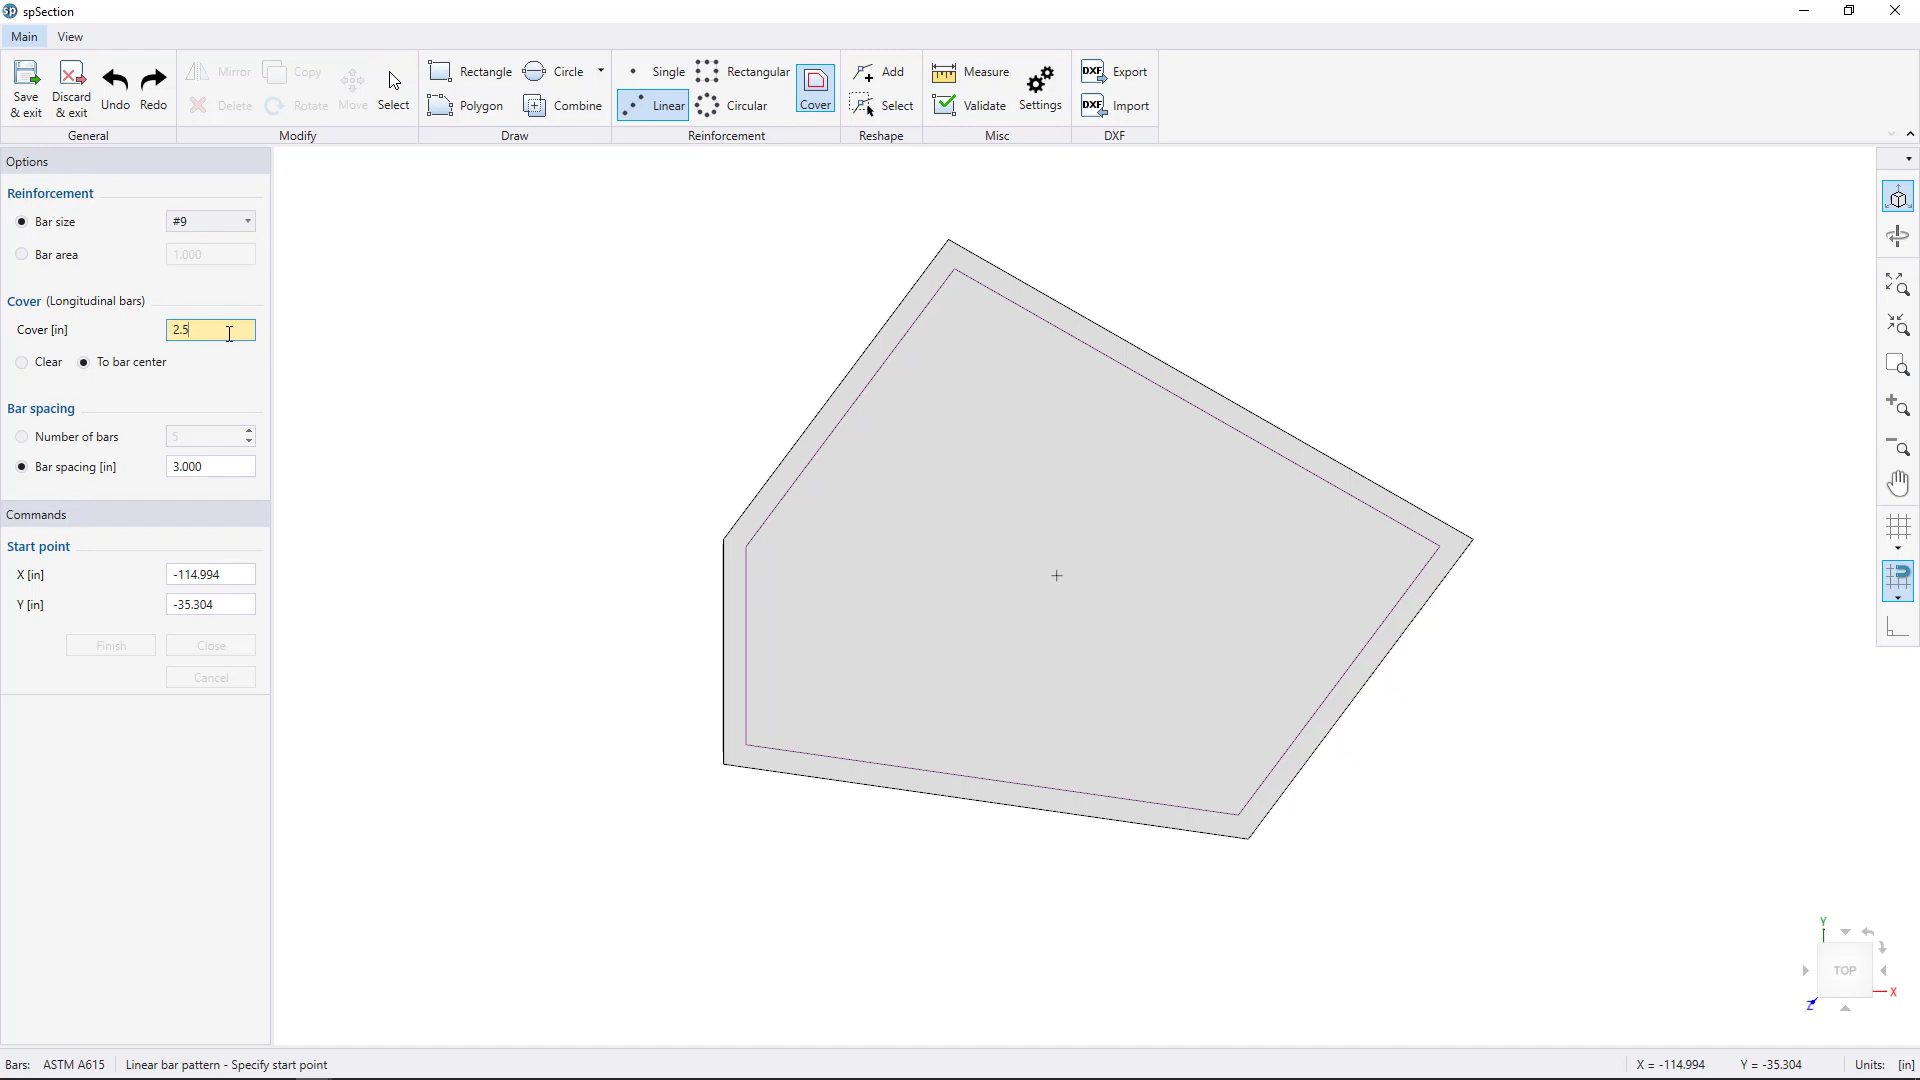 spSection
Main View
Save & exit
Discard & exit
Undo
Redo
General
Mirror
Copy
Delete
Rotate
Move
Select
Modify
Rectangle
Circle
Polygon
Combine
Draw
Single
Rectangular
Linear
Circular
Cover
Reinforcement
Add
Select
Reshape
Measure
Validate
Settings
Misc
DXF Export
DXF Import
DXF
Options
Reinforcement
Bar size #9
Bar area 1.000
Cover (Longitudinal bars)
Cover [in] 2.5
Clear To bar center
Bar spacing
Number of bars 5
Bar spacing [in] 3.000
Commands
Start point
X [in] -114.994
Y [in] -35.304
Finish Close
Cancel
Y
TOP
X
Z
Bars: ASTM A615 Linear bar pattern - Specify start point X = -114.994 Y = -35.304 Units: [in]